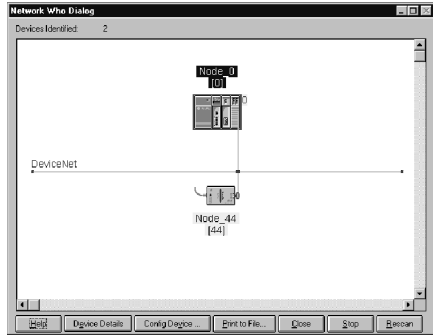 Network Who Dialog
Devices Identified: 2
Node_0
[0]
0
DeviceNet
Node_44
[44]
Help Device Details Config Device ... Print to File... Close Stop Rescan